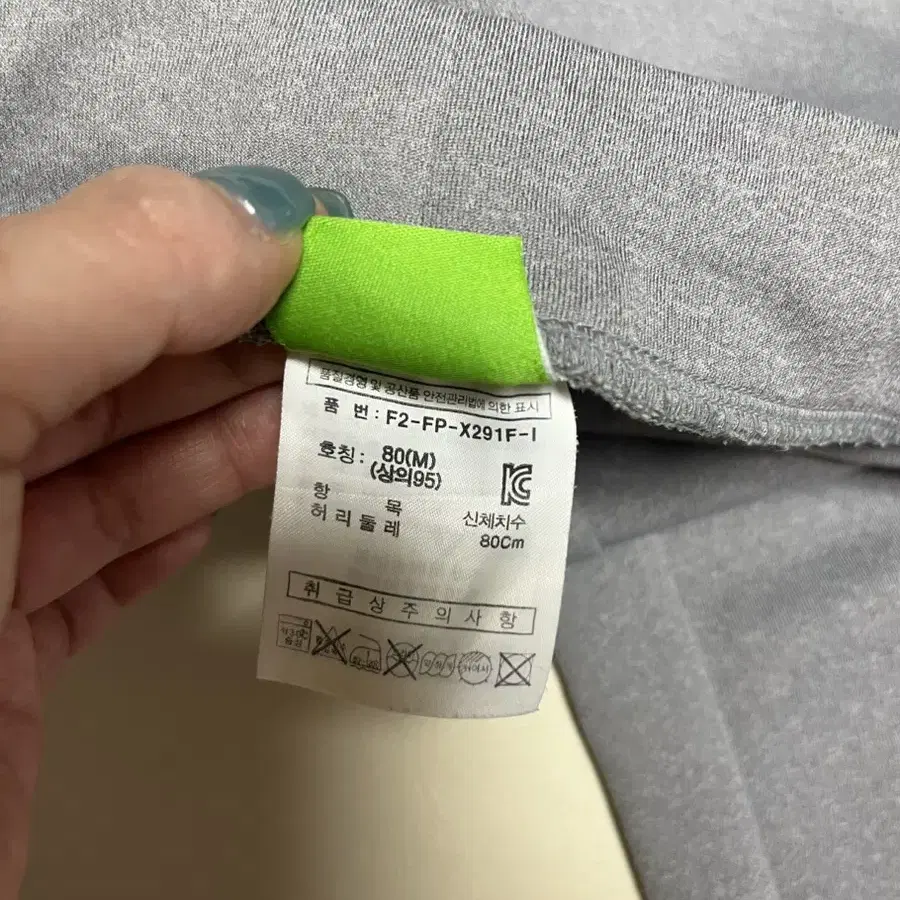 품질경영 및 공산품 안전관리법에 의한 표시
품 번 : F2-FP-X291F-I
호칭 : 80(M)
(상의95)
항 목 신체치수
허리둘레 80Cm
취급상주의사항